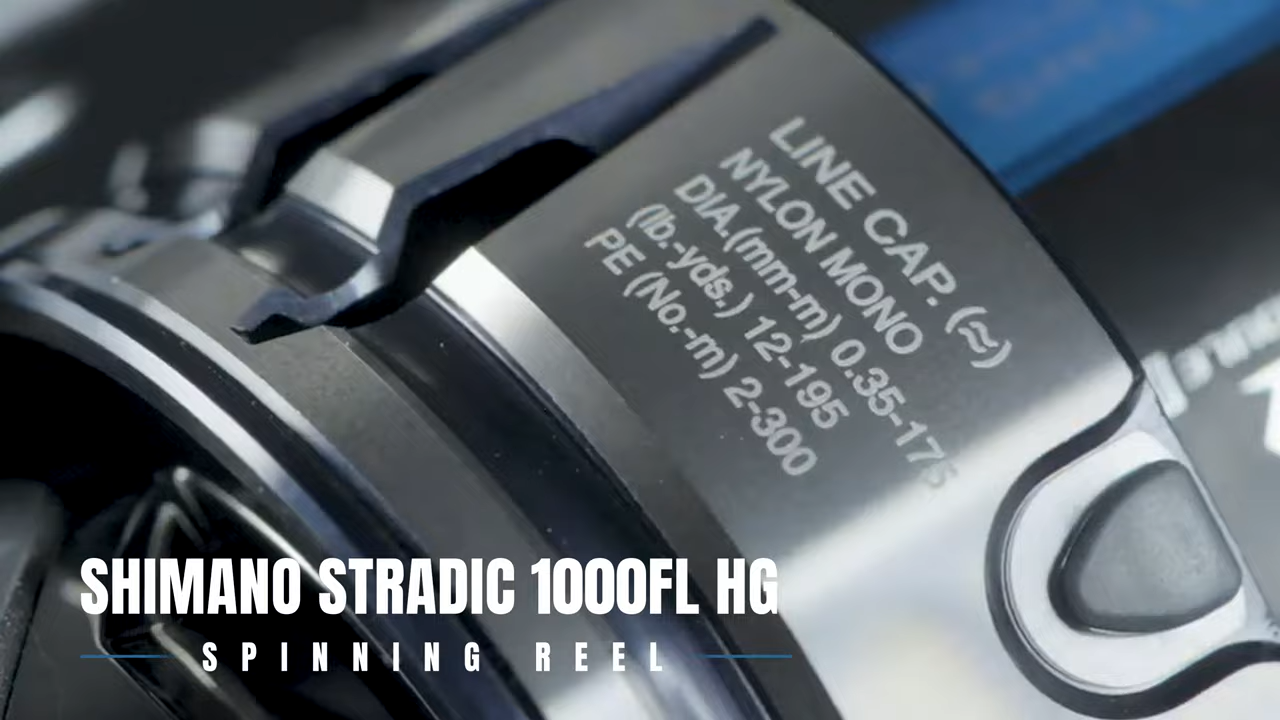 LINE CAP. (≈)
NYLON MONO
DIA.(mm-m) 0.35-175
(lb.-yds.) 12-195
PE (No.-m) 2-300
SHIMANO STRADIC 1000FL HG
SPINNING REEL